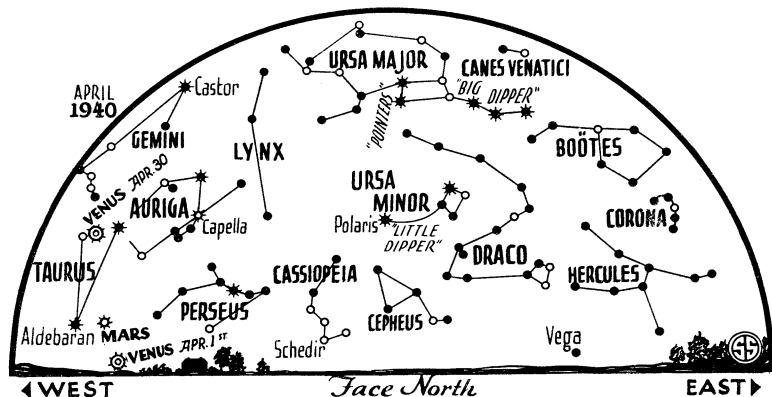 URSA MAJOR
CANES VENATICI
APRIL
1940
Castor
"POINTERS"
"BIG DIPPER"
GEMINI
LYNX
BOÖTES
VENUS APR. 30
URSA
MINOR
AURIGA
Capella
Polaris
"LITTLE
DIPPER"
CORONA
DRACO
TAURUS
CASSIOPEIA
HERCULES
PERSEUS
CEPHEUS
Aldebaran
MARS
VENUS APR. 1ST
Schedir
Vega
SS
WEST
Face North
EAST